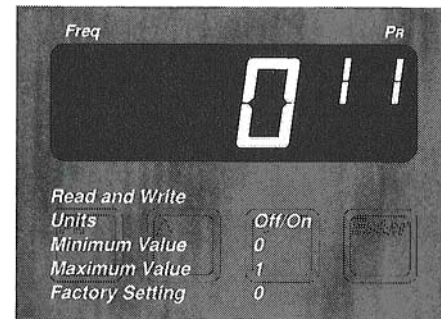 Freq PR
0 11
Read and Write
Units Off/On
Minimum Value 0
Maximum Value 1
Factory Setting 0